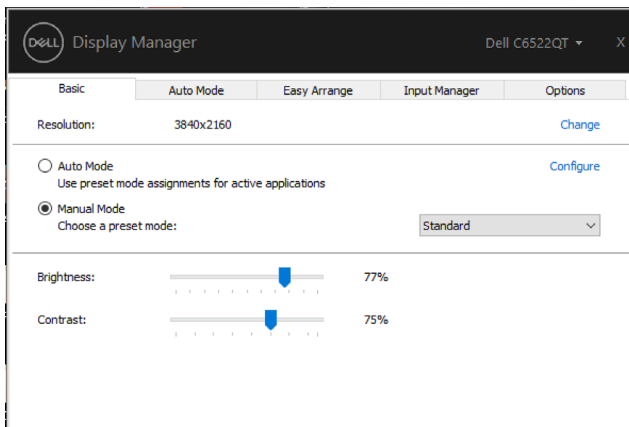 DELL Display Manager Dell C6522QT X
Basic Auto Mode Easy Arrange Input Manager Options
Resolution: 3840x2160 Change
Auto Mode Configure
Use preset mode assignments for active applications
Manual Mode
Choose a preset mode: Standard
Brightness: 77%
Contrast: 75%